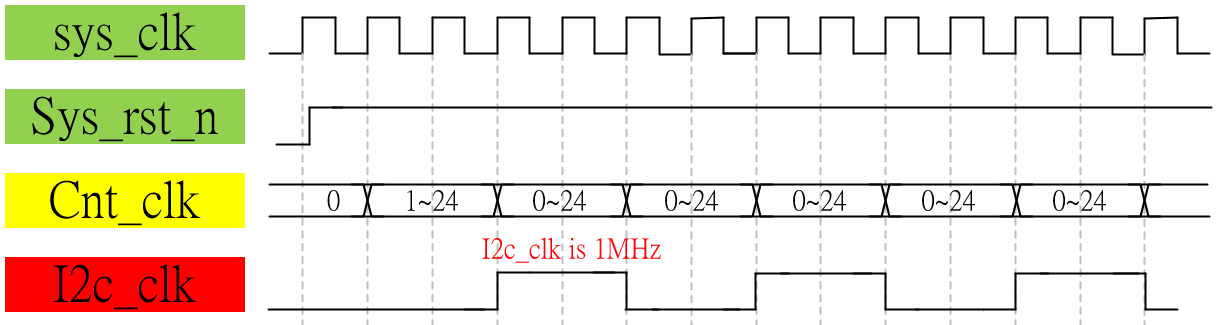 sys_clk
Sys_rst_n
Cnt_clk 0 1~24 0~24 0~24 0~24 0~24 0~24
I2c_clk is 1MHz
I2c_clk